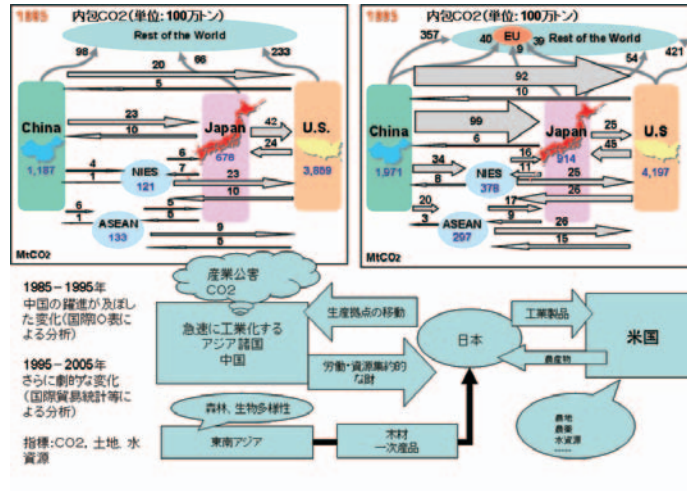 1985
内包CO2(単位: 100万トン)
Rest of the World
98
66
233
20
5
23
10
China
1,187
Japan
678
42
24
U.S.
3,859
4
1
NIES
121
6
7
23
10
6
1
ASEAN
133
5
5
9
5
MtCO2
内包CO2(単位: 100万トン)
357
40
EU
9
39
Rest of the World
54
421
92
10
99
6
China
1,971
Japan
914
25
45
U.S
4,197
34
8
NIES
378
16
11
25
26
20
3
ASEAN
297
17
9
26
15
MtCO2
1985－1995年
中国の躍進が及ぼし
た変化(国際IO表に
よる分析)
1995－2005年
さらに劇的な変化
(国際貿易統計等に
よる分析)
指標:CO2, 土地、水
資源
産業公害
CO2
急速に工業化する
アジア諸国
中国
生産拠点の移動
労働・資源集約的
な財
日本
工業製品
農産物
米国
森林、生物多様性
東南アジア
木材
一次産品
農地
農薬
水資源
-----